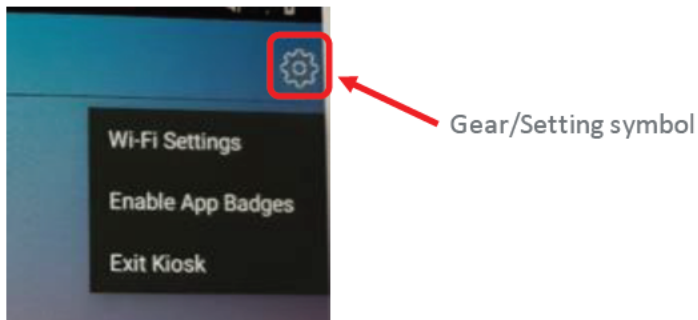 Gear/Setting symbol
Wi-Fi Settings
Enable App Badges
Exit Kiosk